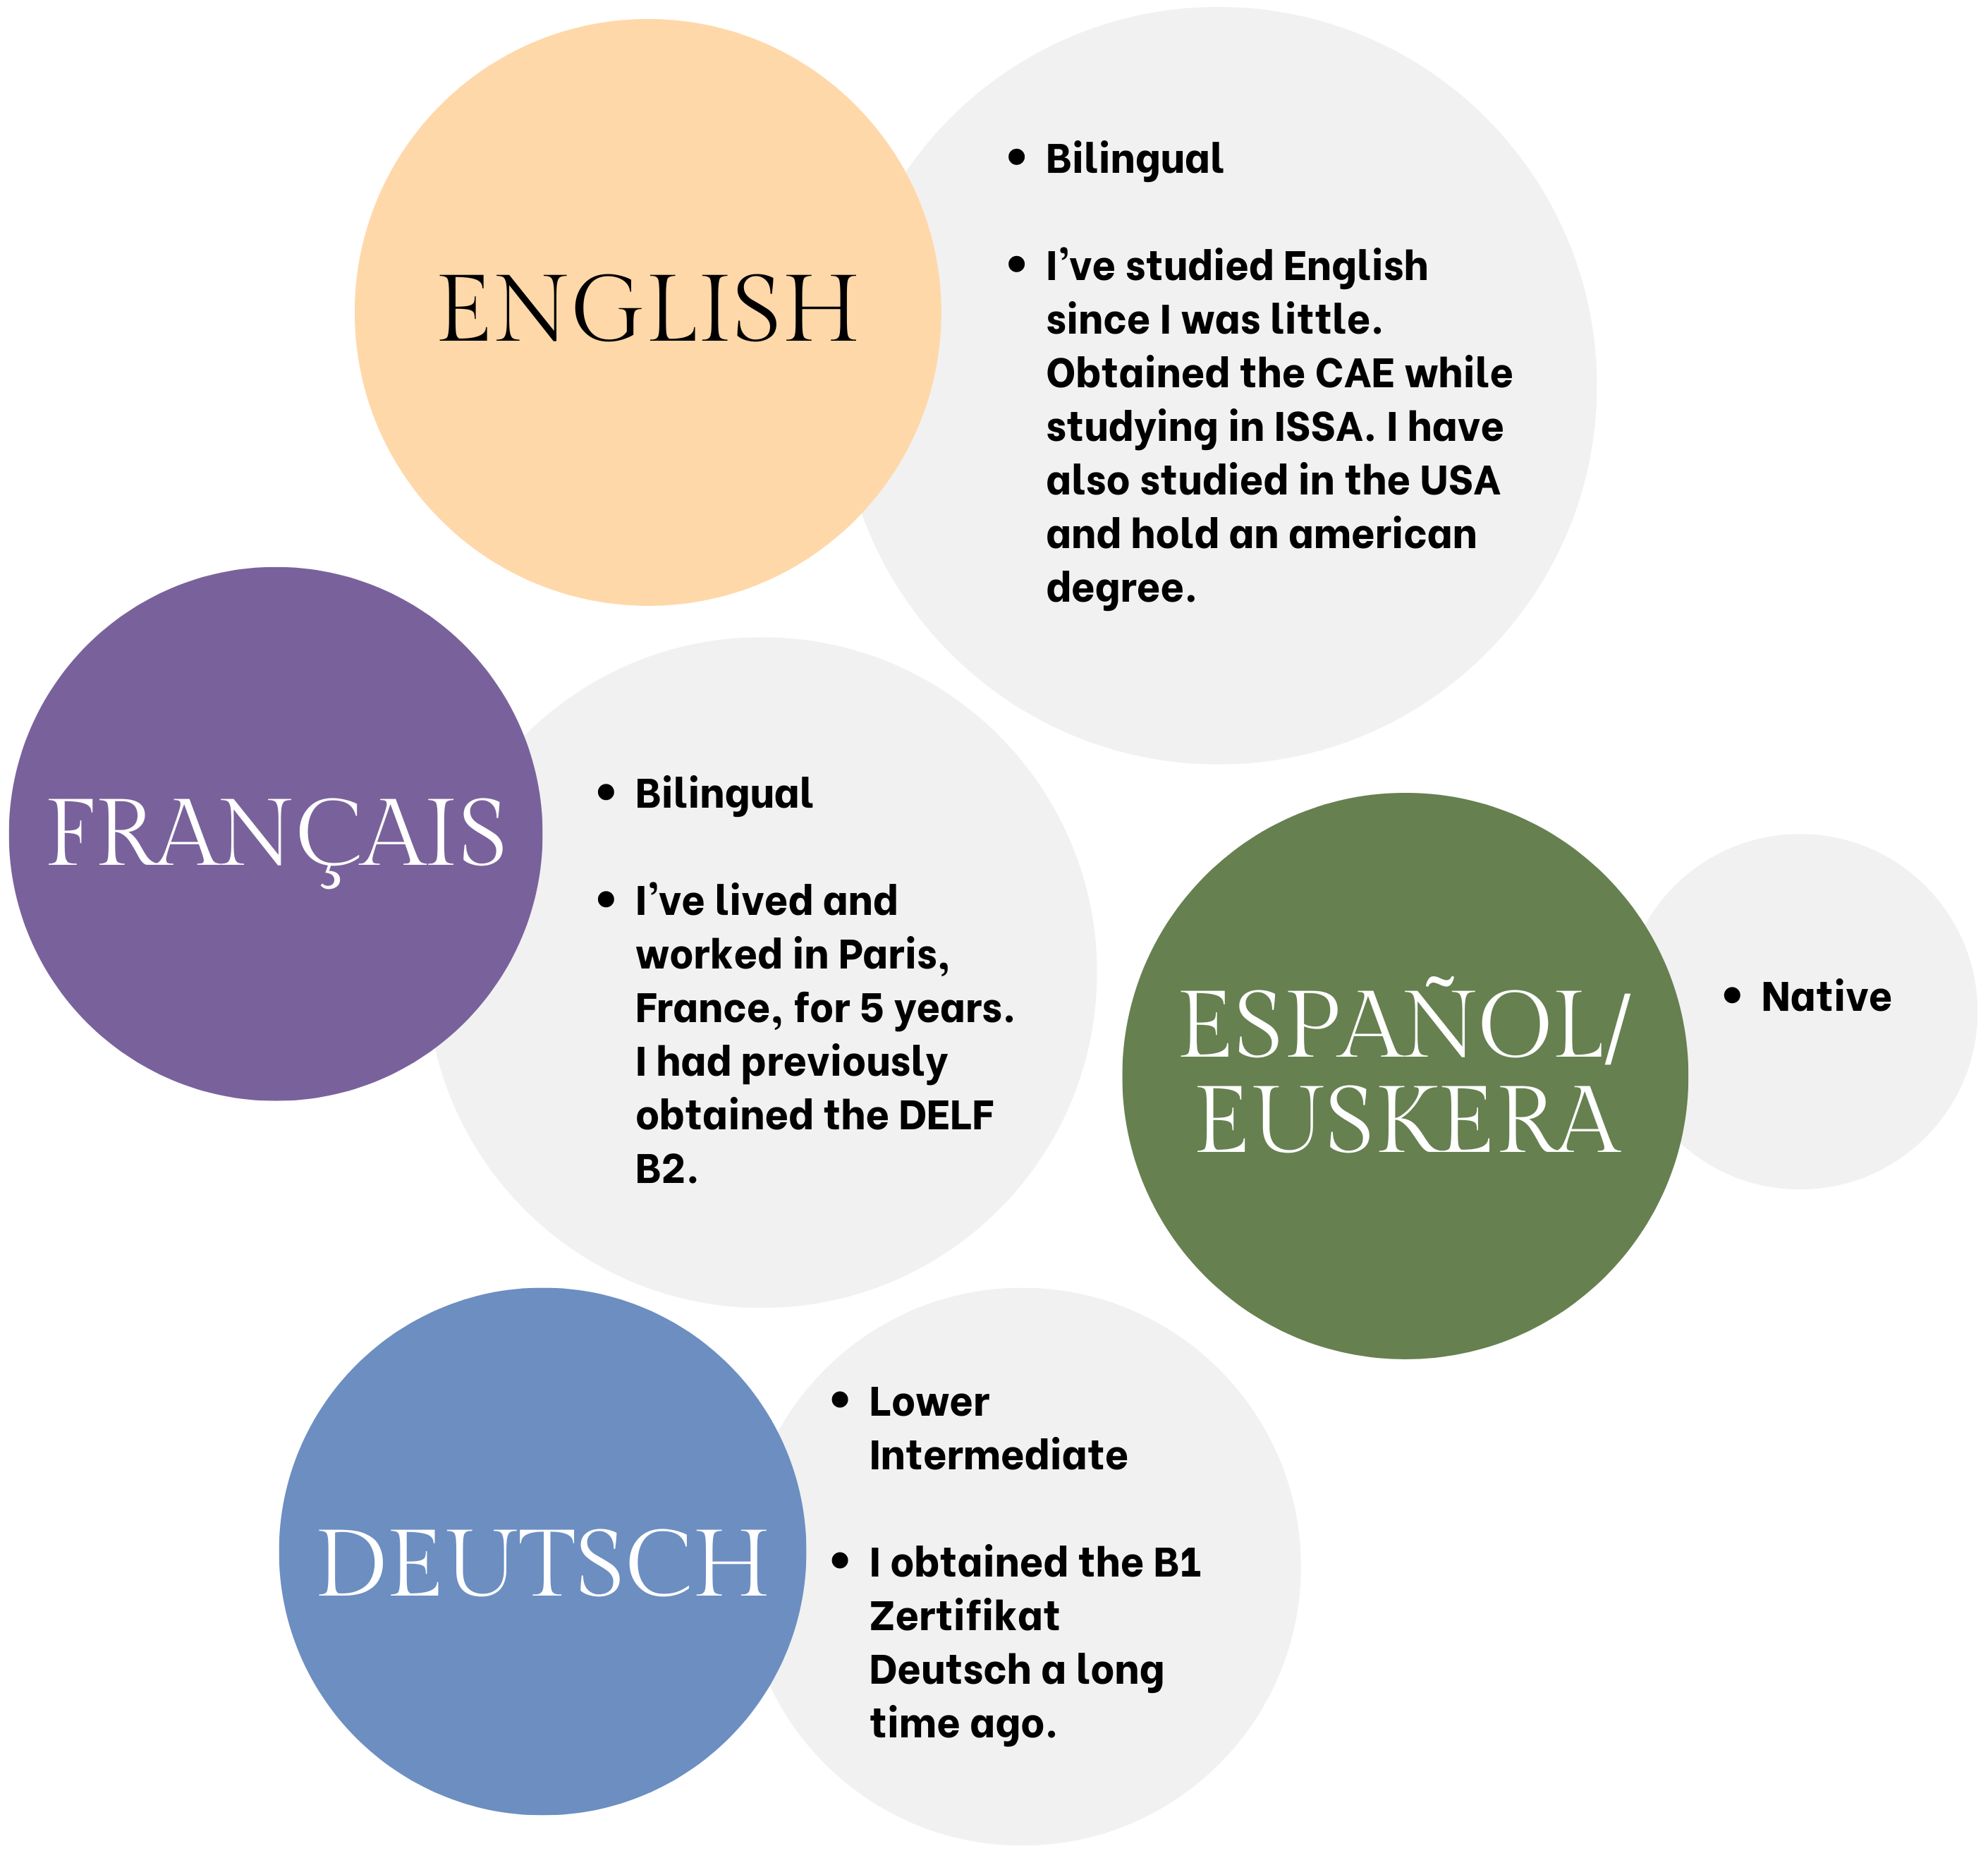 ENGLISH
• Bilingual
• I’ve studied English
since I was little.
Obtained the CAE while
studying in ISSA. I have
also studied in the USA
and hold an american
degree.
FRANÇAIS
• Bilingual
• I’ve lived and
worked in Paris,
France, for 5 years.
I had previously
obtained the DELF
B2.
ESPAÑOL/
EUSKERA
• Native
DEUTSCH
• Lower
Intermediate
• I obtained the B1
Zertifikat
Deutsch a long
time ago.